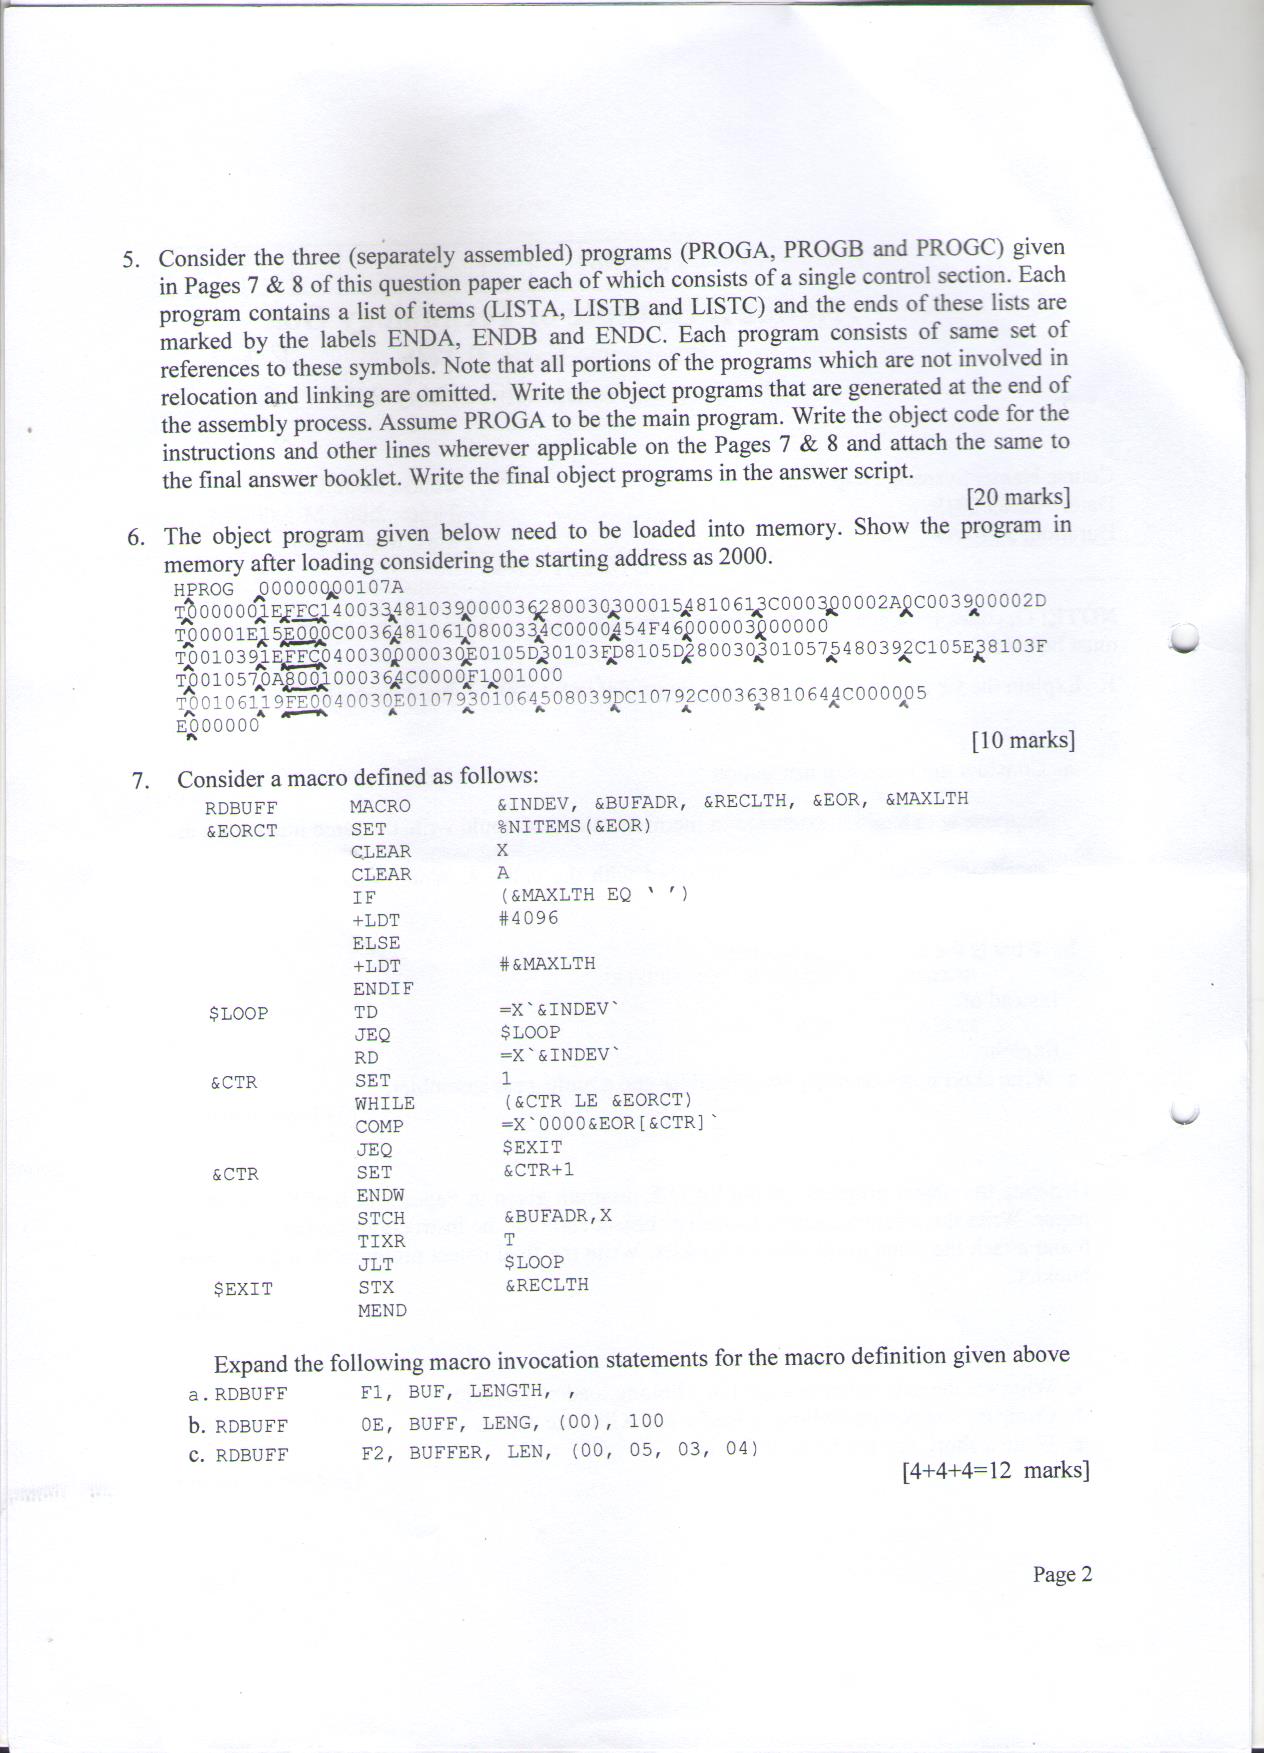 5. Consider the three (separately assembled) programs (PROGA, PROGB and PROGC) given
in Pages 7 & 8 of this question paper each of which consists of a single control section. Each
program contains a list of items (LISTA, LISTB and LISTC) and the ends of these lists are
marked by the labels ENDA, ENDB and ENDC. Each program consists of same set of
references to these symbols. Note that all portions of the programs which are not involved in
relocation and linking are omitted. Write the object programs that are generated at the end of
the assembly process. Assume PROGA to be the main program. Write the object code for the
instructions and other lines wherever applicable on the Pages 7 & 8 and attach the same to
the final answer booklet. Write the final object programs in the answer script.
[20 marks]
6. The object program given below need to be loaded into memory. Show the program in
memory after loading considering the starting address as 2000.
HPROG 00000000107A
T0000001EFFC1400334810390000362800303000154810613C000300002A0C003900002D
T00001E15E000C00364810610800334C0000454F46000003000000
T0010391EFFC040030000030E0105D30103FD8105D2800303010575480392C105E38103F
T0010570A8001000364C0000F1001000
T00106119FE0040030E01079301064508039DC10792C00363810644C000005
E000000
[10 marks]
7. Consider a macro defined as follows:
RDBUFF MACRO &INDEV, &BUFADR, &RECLTH, &EOR, &MAXLTH
&EORCT SET %NITEMS(&EOR)
CLEAR X
CLEAR A
IF (&MAXLTH EQ ‘ ’)
+LDT #4096
ELSE
+LDT #&MAXLTH
ENDIF
$LOOP TD =X`&INDEV`
JEQ $LOOP
RD =X`&INDEV`
&CTR SET 1
WHILE (&CTR LE &EORCT)
COMP =X`0000&EOR[&CTR]`
JEQ $EXIT
&CTR SET &CTR+1
ENDW
STCH &BUFADR,X
TIXR T
JLT $LOOP
$EXIT STX &RECLTH
MEND
Expand the following macro invocation statements for the macro definition given above
a. RDBUFF F1, BUF, LENGTH, ,
b. RDBUFF 0E, BUFF, LENG, (00), 100
c. RDBUFF F2, BUFFER, LEN, (00, 05, 03, 04)
[4+4+4=12 marks]
Page 2